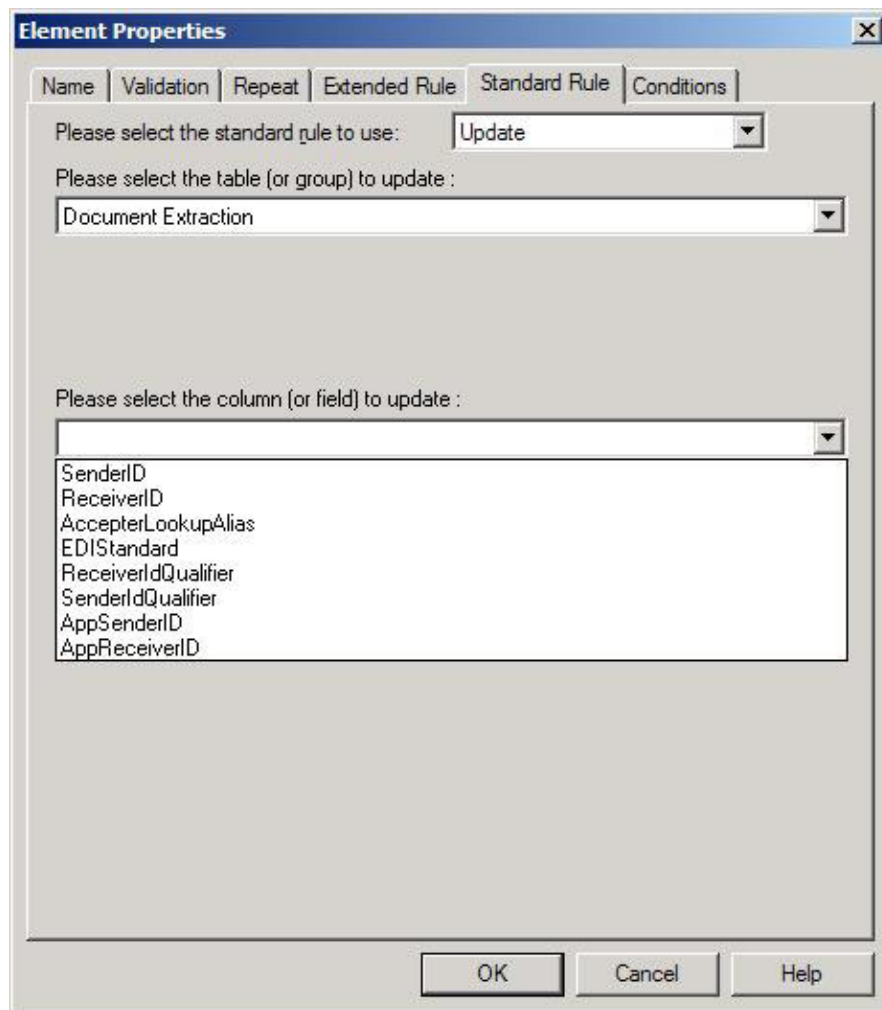 Element Properties
Name Validation Repeat Extended Rule Standard Rule Conditions
Please select the standard rule to use: Update
Please select the table (or group) to update :
Document Extraction
Please select the column (or field) to update :
SenderID
ReceiverID
AccepterLookupAlias
EDIStandard
ReceiverIdQualifier
SenderIdQualifier
AppSenderID
AppReceiverID
OK Cancel Help